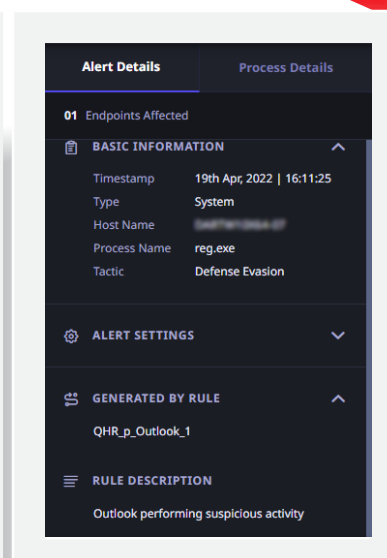 Alert Details Process Details
01 Endpoints Affected
BASIC INFORMATION
Timestamp 19th Apr, 2022 | 16:11:25
Type System
Host Name
Process Name reg.exe
Tactic Defense Evasion
ALERT SETTINGS
GENERATED BY RULE
QHR_p_Outlook_1
RULE DESCRIPTION
Outlook performing suspicious activity